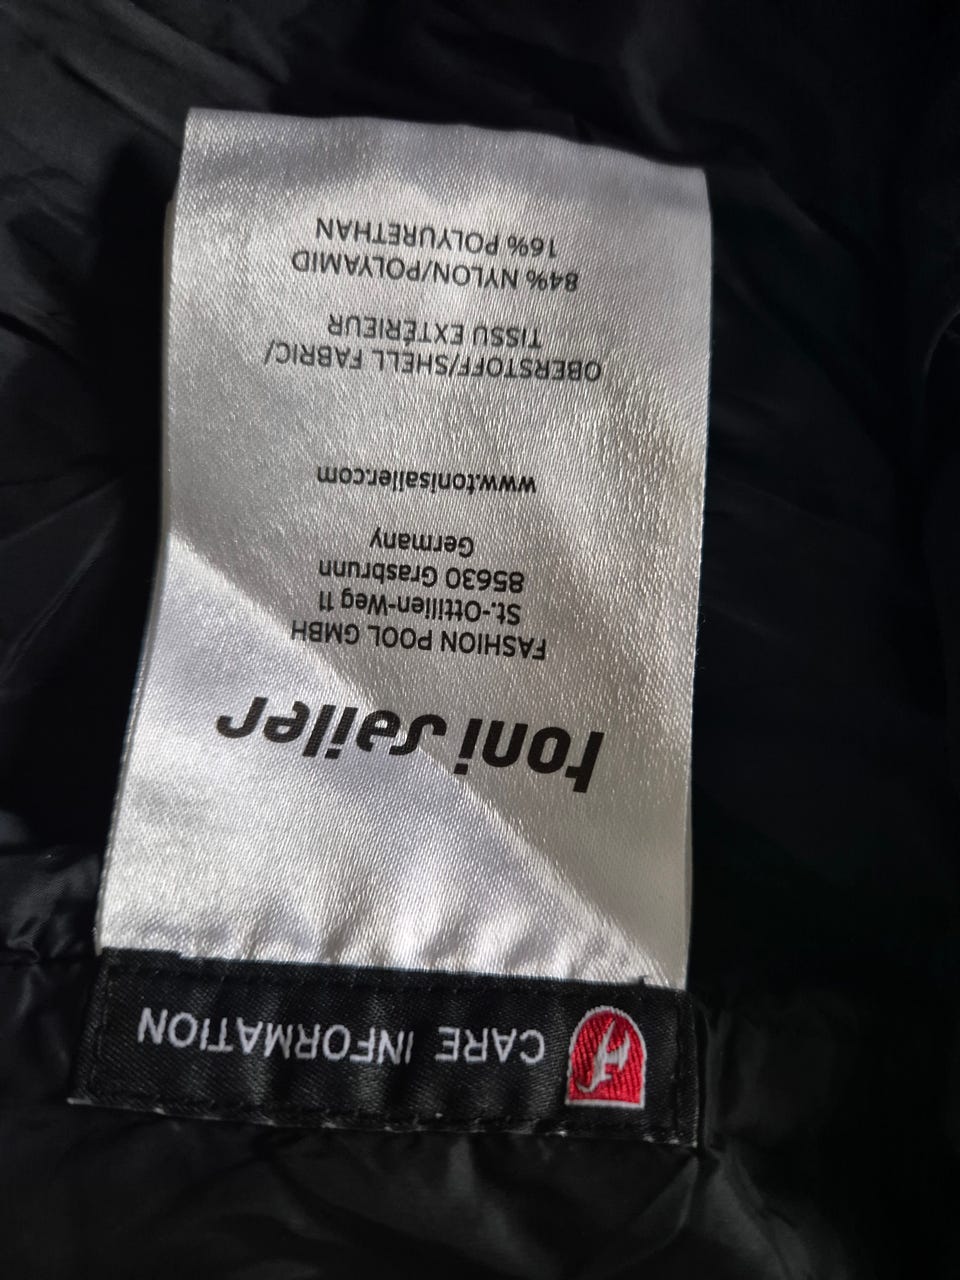 CARE INFORMATION
toni sailer
FASHION POOL GMBH
St.-Ottilien-Weg 11
85630 Grasbrunn
Germany
www.tonisailer.com
OBERSTOFF/SHELL FABRIC/
TISSU EXTÉRIEUR
84% NYLON/POLYAMID
16% POLYURETHAN